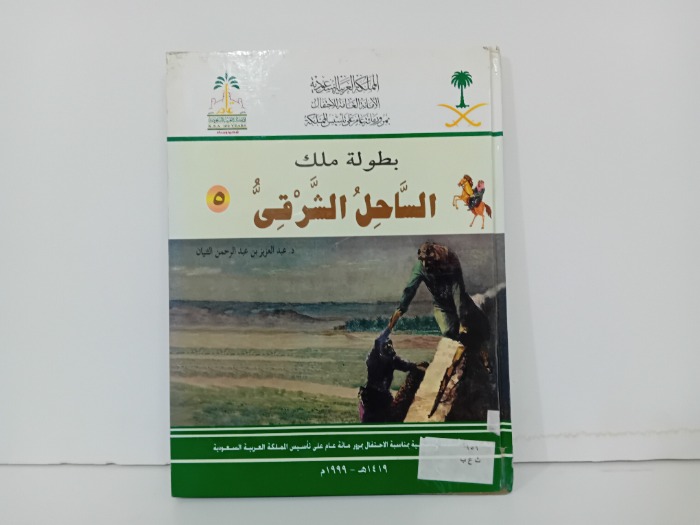 المملكة العربية السعودية
الأمانة العامة للاحتفال
بمرور مائة عام على تأسيس المملكة
بطولة ملك
السَّاحِلُ الشَّرْقِىُّ
٥
د. عبد العزيز بن عبد الرحمن الثنيان
بمناسبة الاحتفال بمرور مائة عام على تأسيس المملكة العربية السعودية
١٤١٩هـ - ١٩٩٩م
ث ع ب